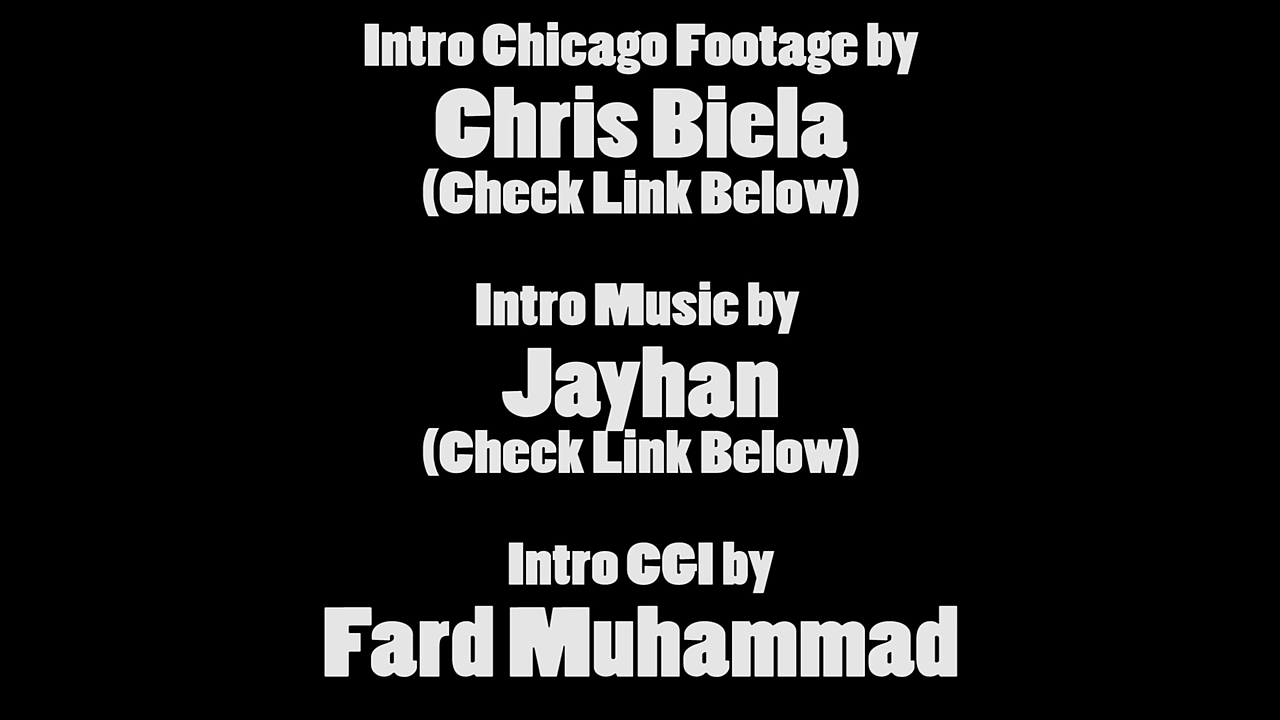 Intro Chicago Footage by
Chris Biela
(Check Link Below)
Intro Music by
Jayhan
(Check Link Below)
Intro CGI by
Fard Muhammad